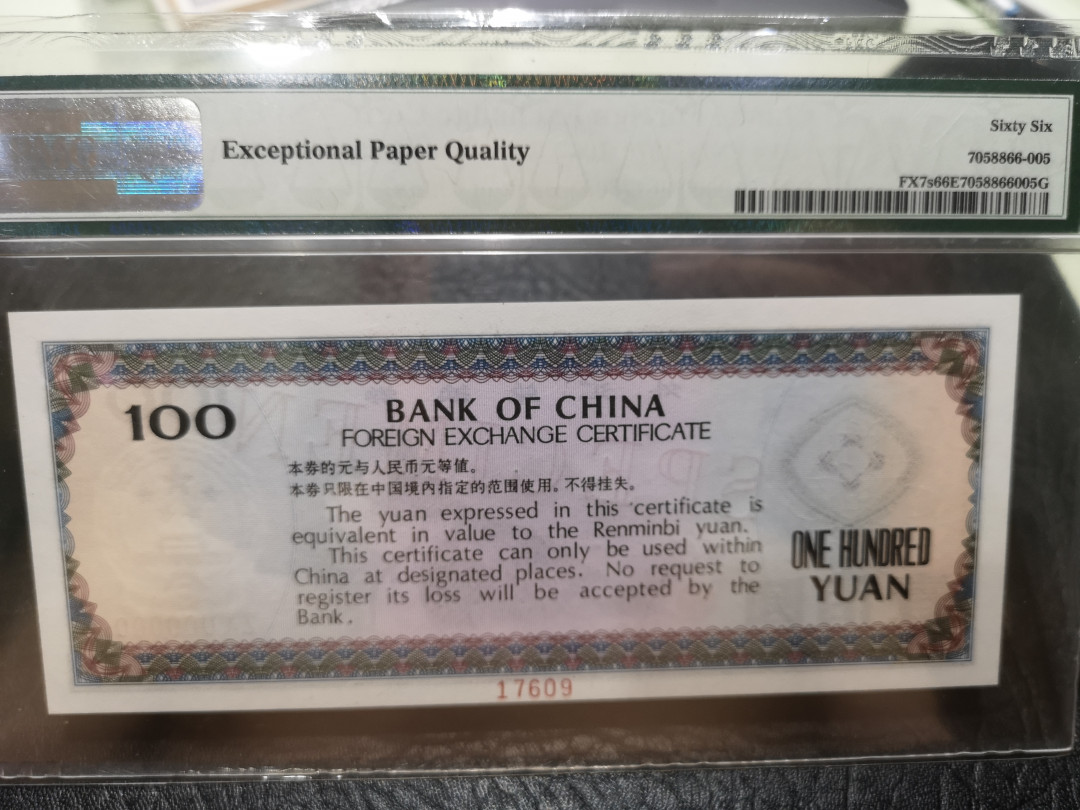 Exceptional Paper Quality
Sixty Six
7058866-005
FX7s66E7058866005G
100
BANK OF CHINA
FOREIGN EXCHANGE CERTIFICATE
本券的元与人民币元等值。
本券只限在中国境内指定的范围使用。不得挂失。
The yuan expressed in this certificate is
equivalent in value to the Renminbi yuan.
This certificate can only be used within
China at designated places. No request to
register its loss will be accepted by the
Bank.
ONE HUNDRED
YUAN
17609